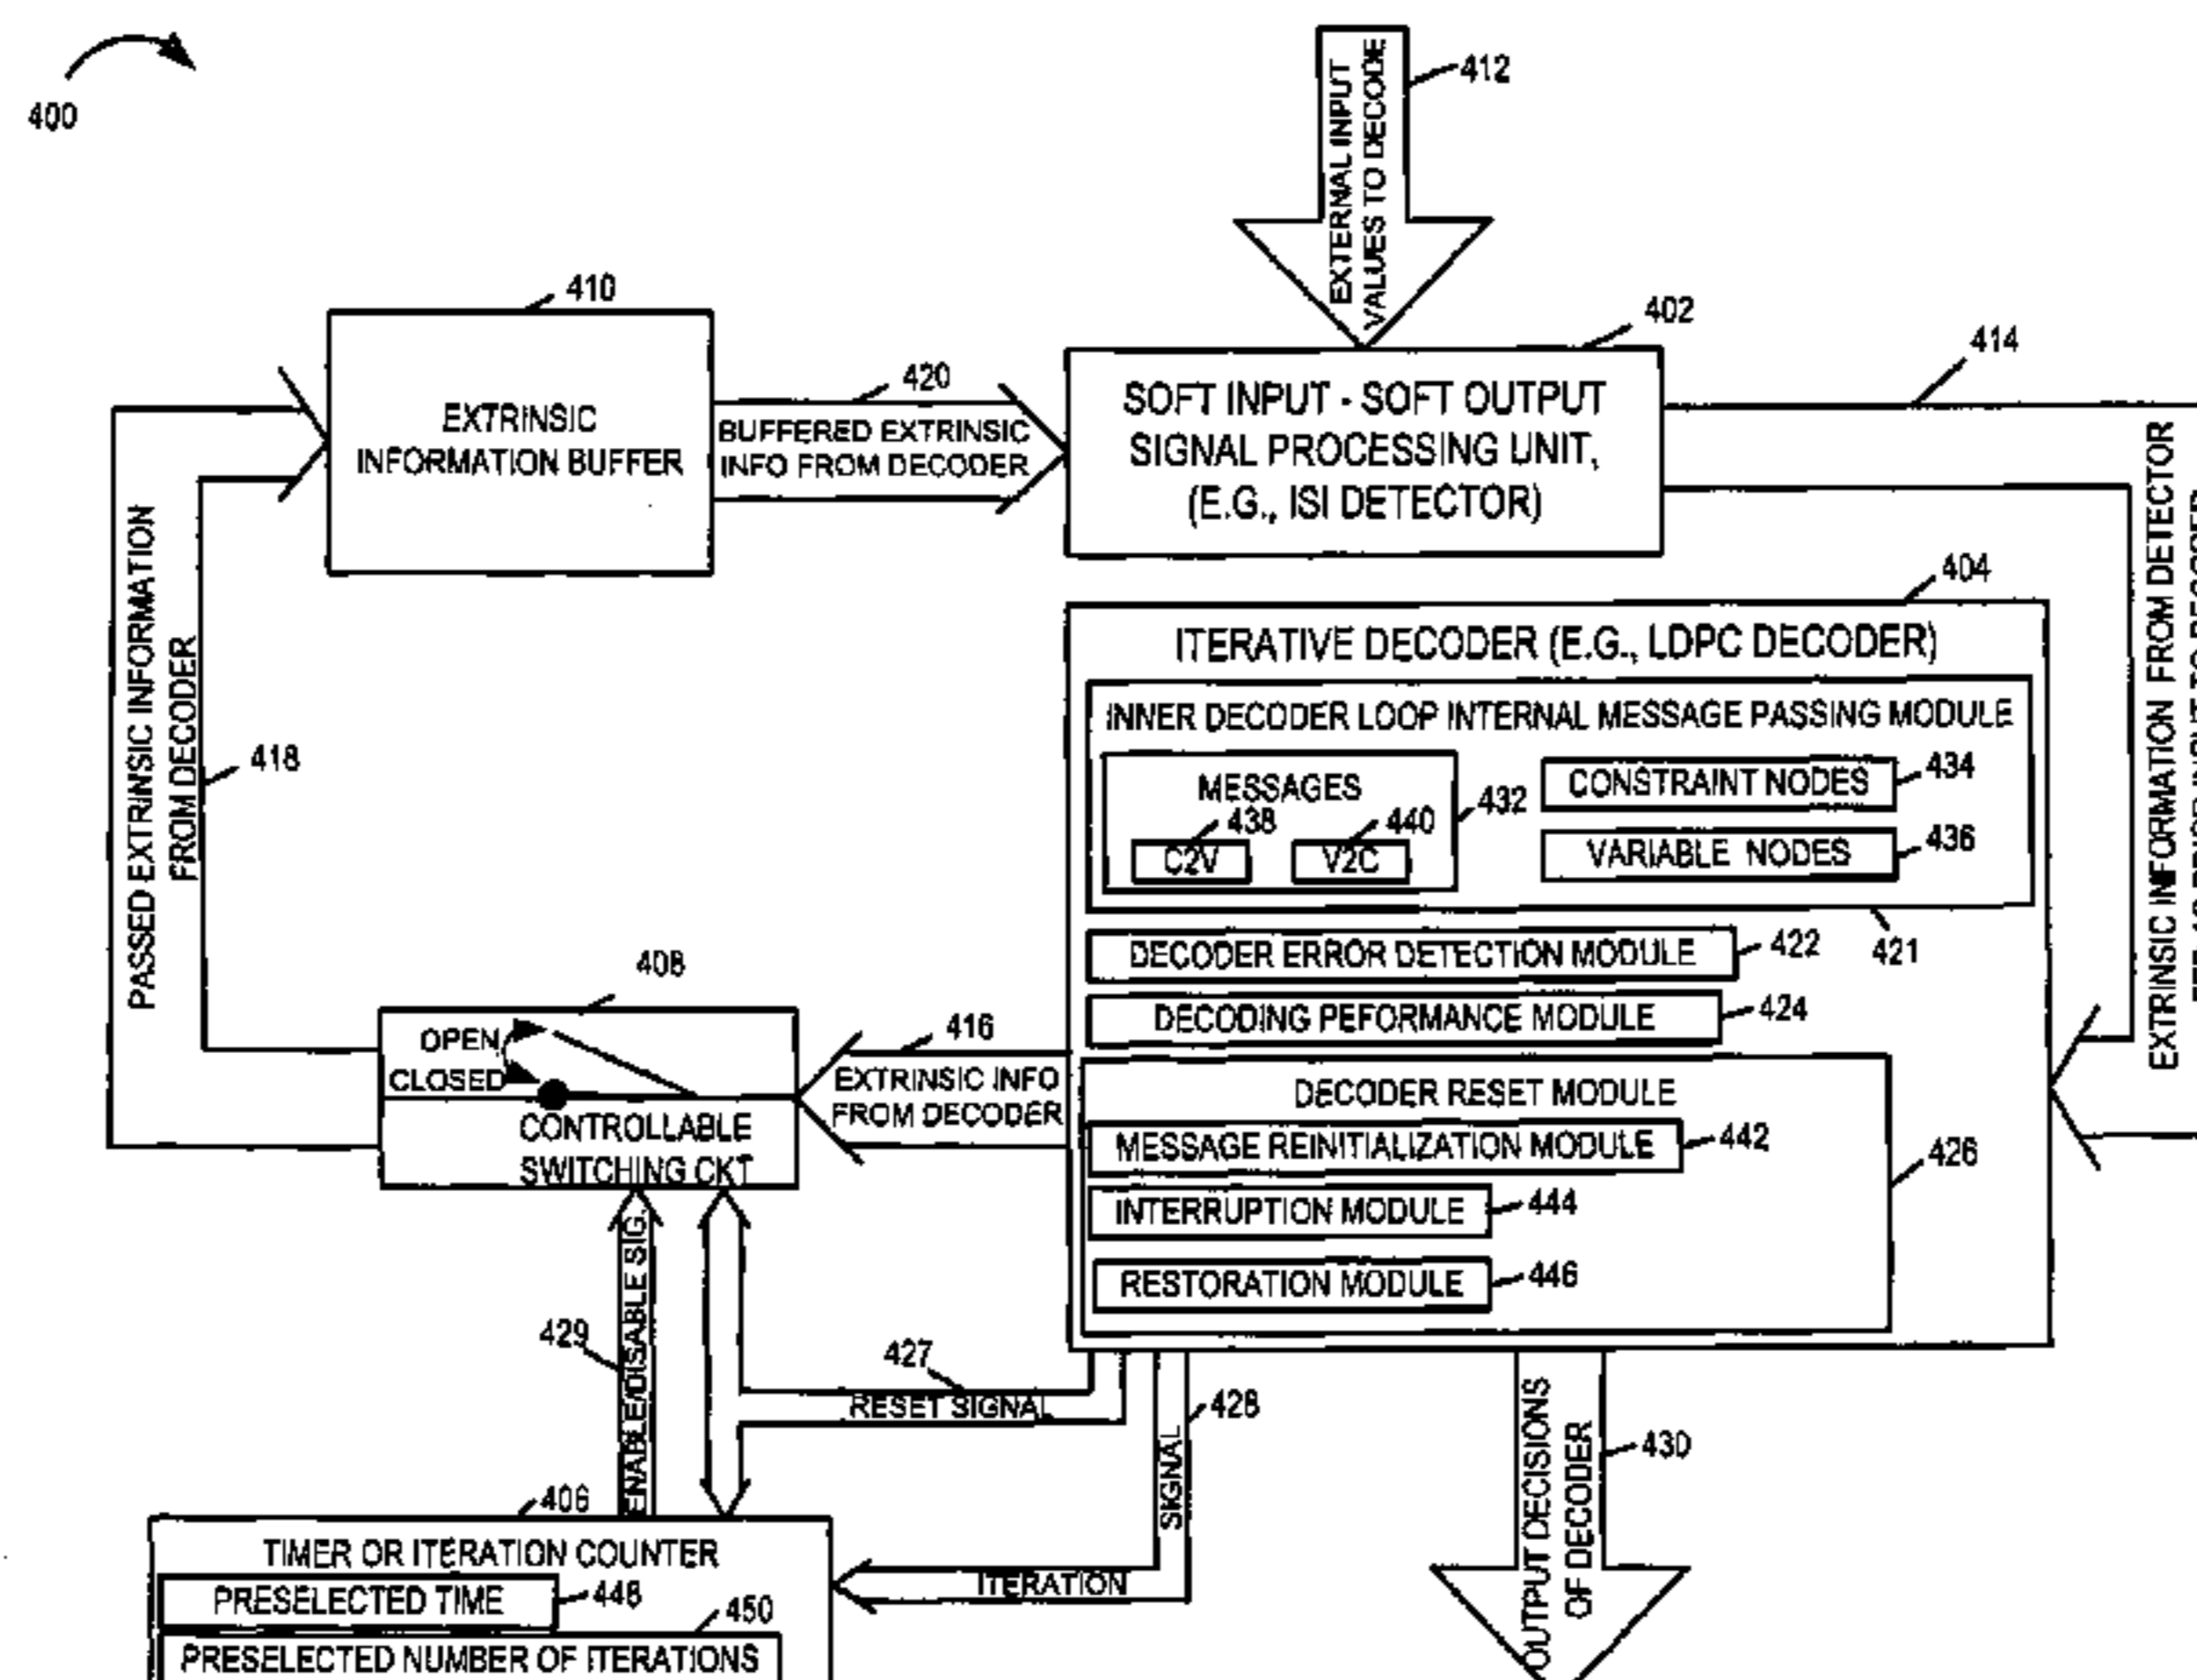 400
412
EXTERNAL INPUT
VALUES TO DECODE
410
EXTRINSIC
INFORMATION BUFFER
420
BUFFERED EXTRINSIC
INFO FROM DECODER
402
SOFT INPUT - SOFT OUTPUT
SIGNAL PROCESSING UNIT,
(E.G., ISI DETECTOR)
414
EXTRINSIC INFORMATION FROM DETECTOR
PASSED EXTRINSIC INFORMATION
FROM DECODER
418
404
ITERATIVE DECODER (E.G., LDPC DECODER)
INNER DECODER LOOP INTERNAL MESSAGE PASSING MODULE
MESSAGES
432
438
440
C2V
V2C
CONSTRAINT NODES
434
VARIABLE NODES
436
421
DECODER ERROR DETECTION MODULE
422
DECODING PEFORMANCE MODULE
424
DECODER RESET MODULE
426
MESSAGE REINITIALIZATION MODULE
442
INTERRUPTION MODULE
444
RESTORATION MODULE
446
408
OPEN
CLOSED
CONTROLLABLE
SWITCHING CKT
416
EXTRINSIC INFO
FROM DECODER
429
ENABLE/DISABLE SIG.
427
RESET SIGNAL
428
SIGNAL
ITERATION
430
OUTPUT DECISIONS
OF DECODER
406
TIMER OR ITERATION COUNTER
PRESELECTED TIME
448
450
PRESELECTED NUMBER OF ITERATIONS